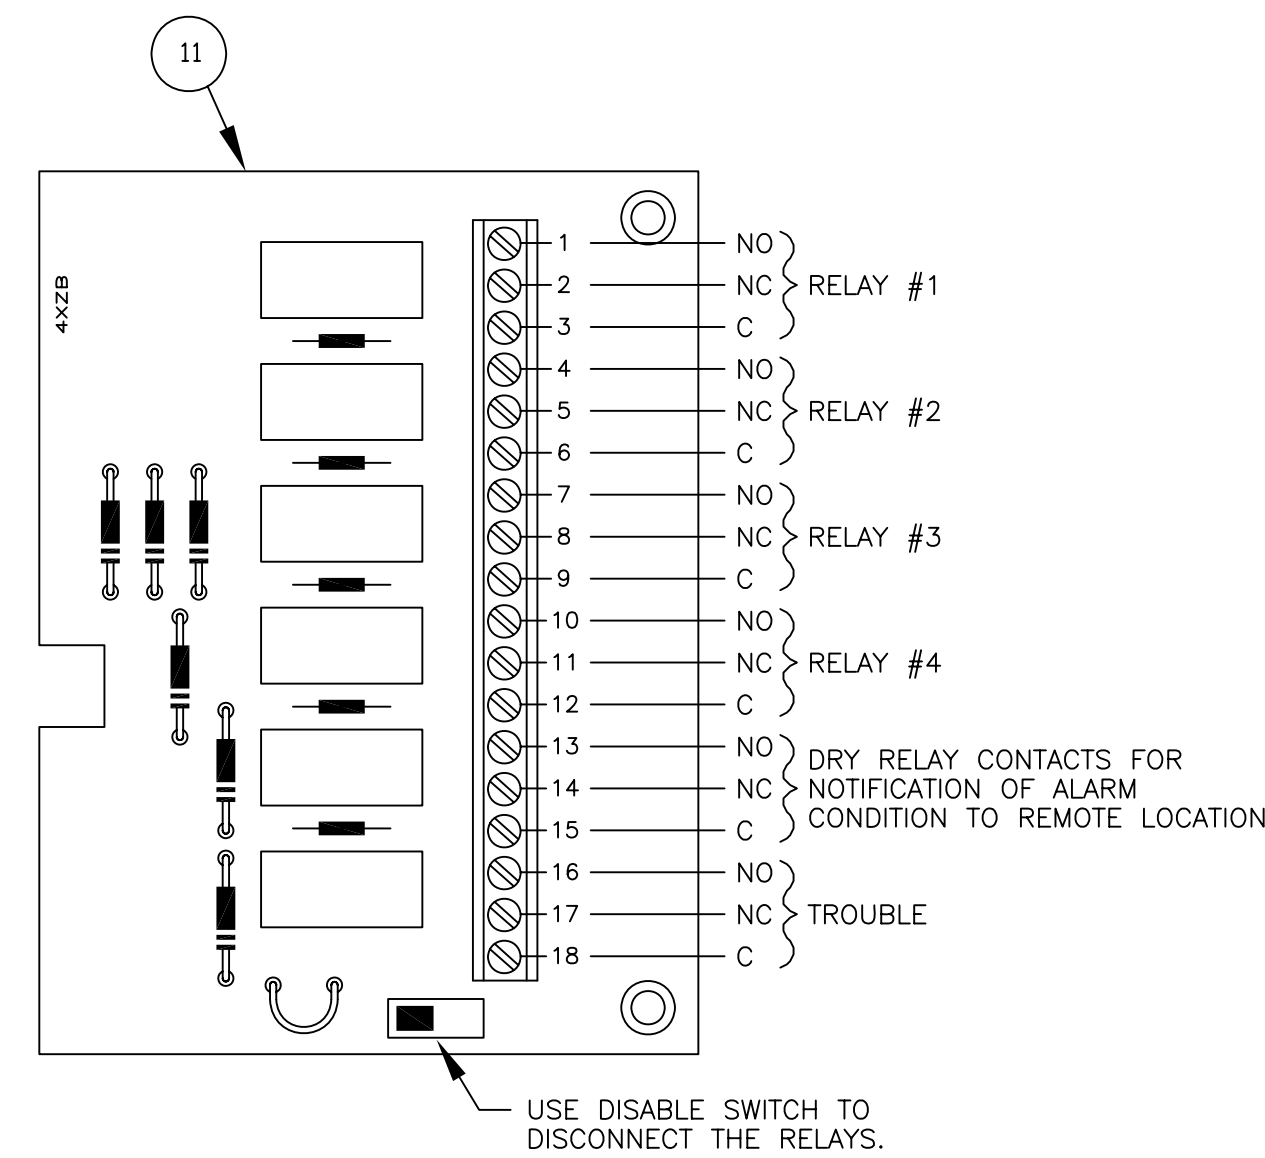 11
4XZB
1 NO
2 NC RELAY #1
3 C
4 NO
5 NC RELAY #2
6 C
7 NO
8 NC RELAY #3
9 C
10 NO
11 NC RELAY #4
12 C
13 NO DRY RELAY CONTACTS FOR
14 NC NOTIFICATION OF ALARM
15 C CONDITION TO REMOTE LOCATION
16 NO
17 NC TROUBLE
18 C
USE DISABLE SWITCH TO
DISCONNECT THE RELAYS.